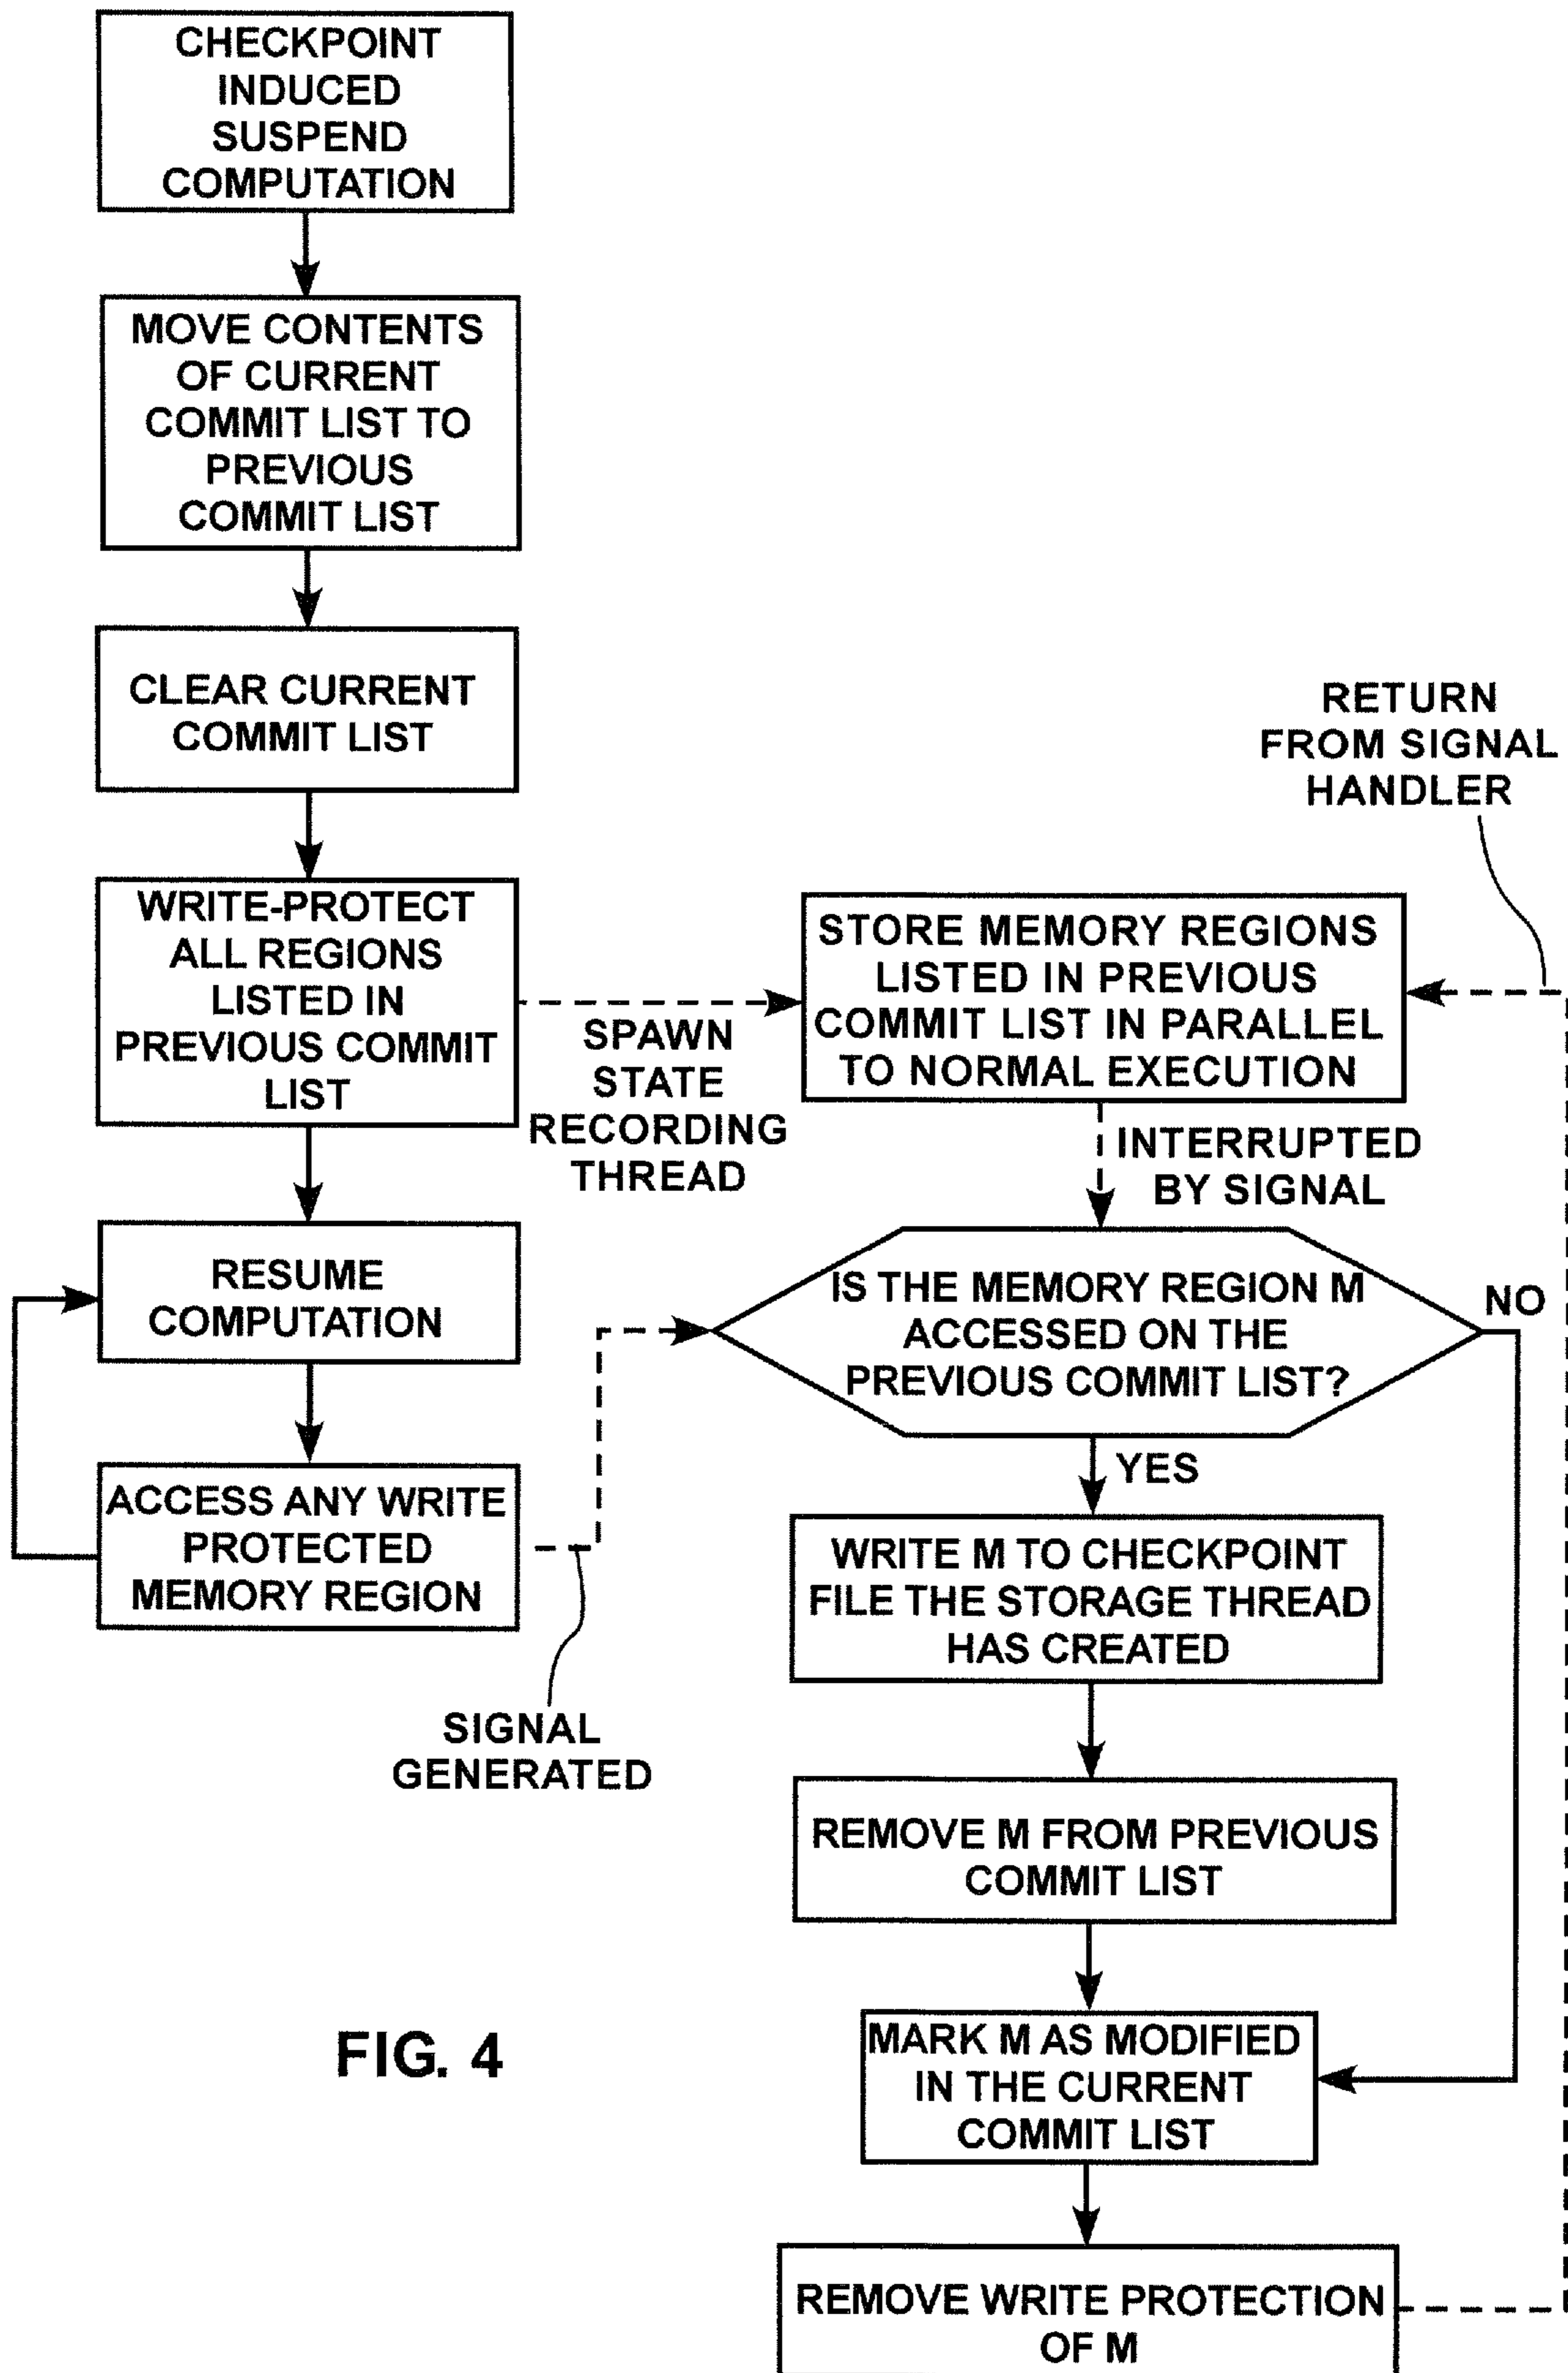 CHECKPOINT
INDUCED
SUSPEND
COMPUTATION
MOVE CONTENTS
OF CURRENT
COMMIT LIST TO
PREVIOUS
COMMIT LIST
CLEAR CURRENT
COMMIT LIST
WRITE-PROTECT
ALL REGIONS
LISTED IN
PREVIOUS COMMIT
LIST
SPAWN
STATE
RECORDING
THREAD
RESUME
COMPUTATION
ACCESS ANY WRITE
PROTECTED
MEMORY REGION
SIGNAL
GENERATED
RETURN
FROM SIGNAL
HANDLER
STORE MEMORY REGIONS
LISTED IN PREVIOUS
COMMIT LIST IN PARALLEL
TO NORMAL EXECUTION
INTERRUPTED
BY SIGNAL
IS THE MEMORY REGION M
ACCESSED ON THE
PREVIOUS COMMIT LIST?
NO
YES
WRITE M TO CHECKPOINT
FILE THE STORAGE THREAD
HAS CREATED
REMOVE M FROM PREVIOUS
COMMIT LIST
MARK M AS MODIFIED
IN THE CURRENT
COMMIT LIST
REMOVE WRITE PROTECTION
OF M
FIG. 4